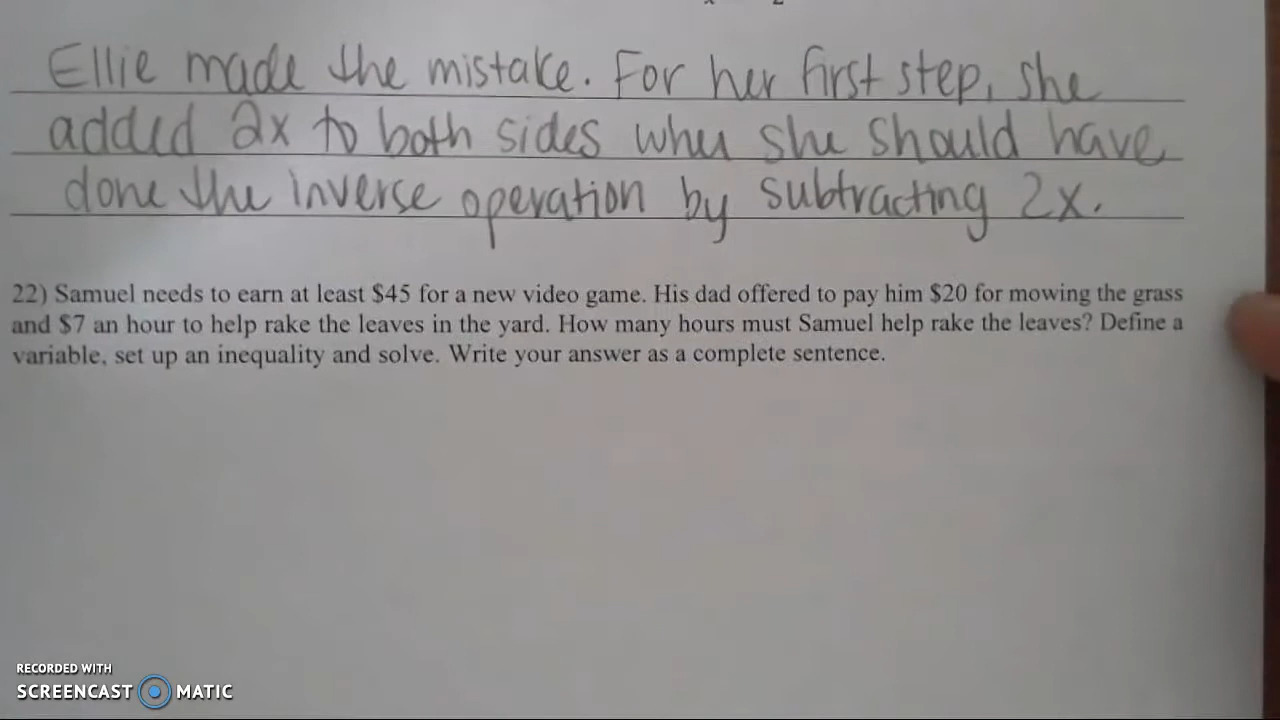 Ellie made the mistake. For her first step, she
added 2x to both sides when she should have
done the inverse operation by subtracting 2x.
22) Samuel needs to earn at least $45 for a new video game. His dad offered to pay him $20 for mowing the grass
and $7 an hour to help rake the leaves in the yard. How many hours must Samuel help rake the leaves? Define a
variable, set up an inequality and solve. Write your answer as a complete sentence.
RECORDED WITH
SCREENCAST MATIC